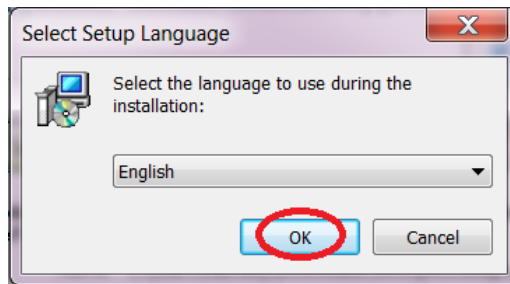 Select Setup Language
Select the language to use during the
installation:
English
OK
Cancel